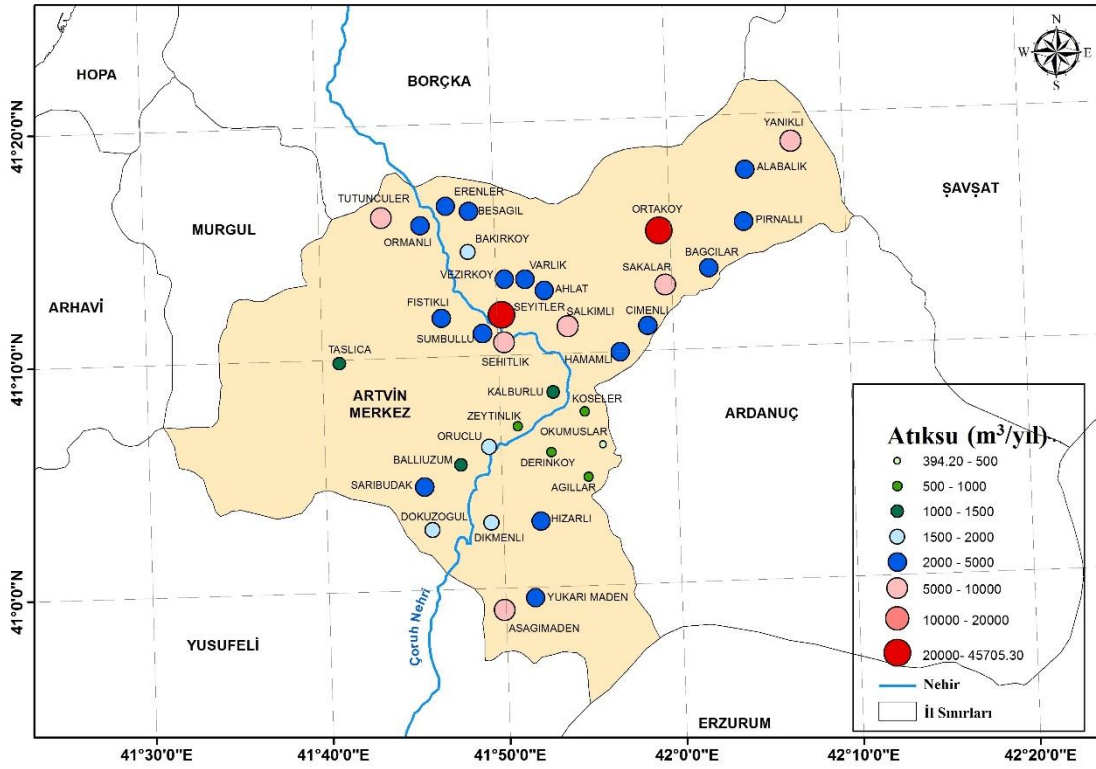 N
W E
S
HOPA
BORÇKA
MURGUL
ARHAVİ
ŞAVŞAT
ARDANUÇ
YUSUFELİ
ERZURUM
ARTVİN
MERKEZ
YANIKLI
ALABALIK
PIRNALLI
ORTAKOY
BAGCILAR
SAKALAR
CIMENLI
HAMAMLI
TUTUNCULER
ERENLER
BESAGIL
ORMANLI
BAKIRKOY
VEZIRKOY
VARLIK
AHLAT
SEYITLER
SALKIMLI
FISTIKLI
SUMBULLU
SEHITLIK
TASLICA
KALBURLU
KOSELER
ZEYTINLIK
OKUMUSLAR
ORUCLU
DERINKOY
BALLIUZUM
AGILLAR
SARIBUDAK
DOKUZOGUL
DIKMENLI
HIZARLI
YUKARI MADEN
ASAGIMADEN
Çoruh Nehri
Atıksu (m³/yıl)..
394.20 - 500
500 - 1000
1000 - 1500
1500 - 2000
2000 - 5000
5000 - 10000
10000 - 20000
20000- 45705.30
Nehir
İl Sınırları
41°20'0"N
41°10'0"N
41°0'0"N
41°30'0"E
41°40'0"E
41°50'0"E
42°0'0"E
42°10'0"E
42°20'0"E